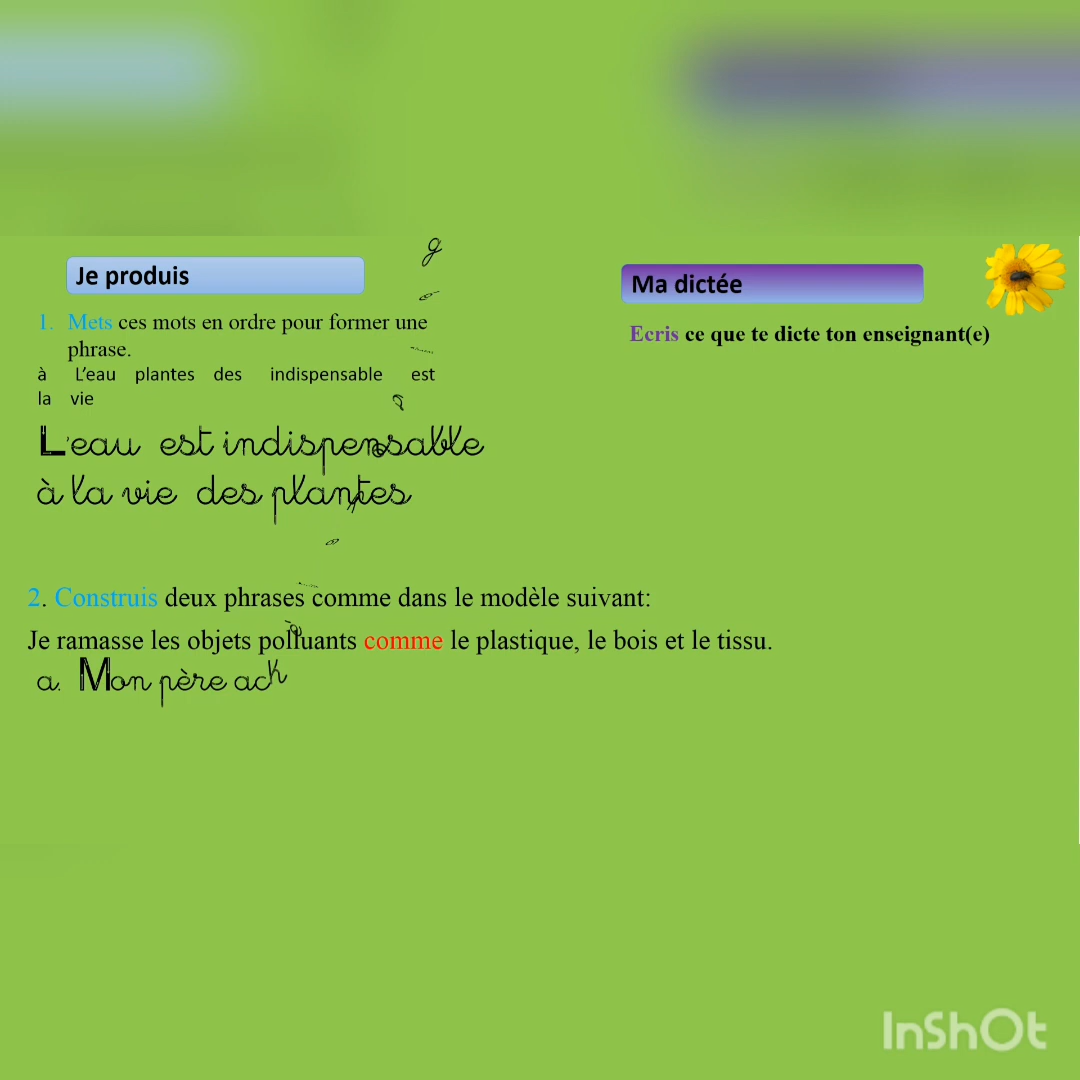 Je produis
1. Mets ces mots en ordre pour former une
phrase.
à L'eau plantes des indispensable est
la vie
L'eau est indispensable
à la vie des plantes
2. Construis deux phrases comme dans le modèle suivant:
Je ramasse les objets polluants comme le plastique, le bois et le tissu.
a. Mon père ach
Ma dictée
Ecris ce que te dicte ton enseignant(e)
InShOt